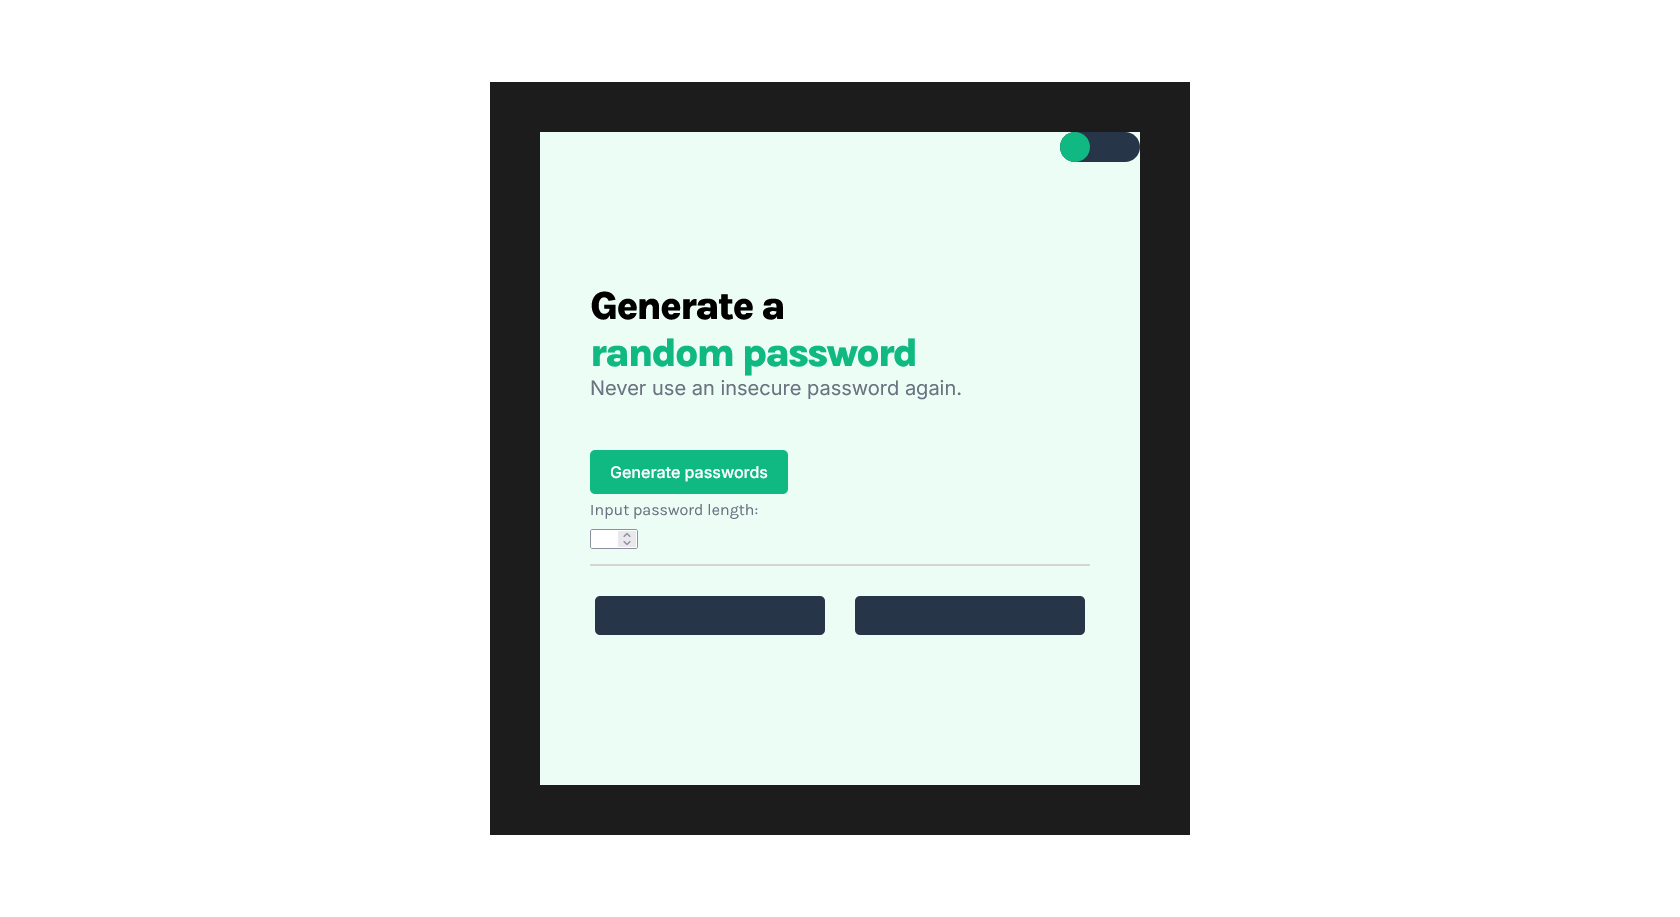 Generate a
random password
Never use an insecure password again.
Generate passwords
Input password length: